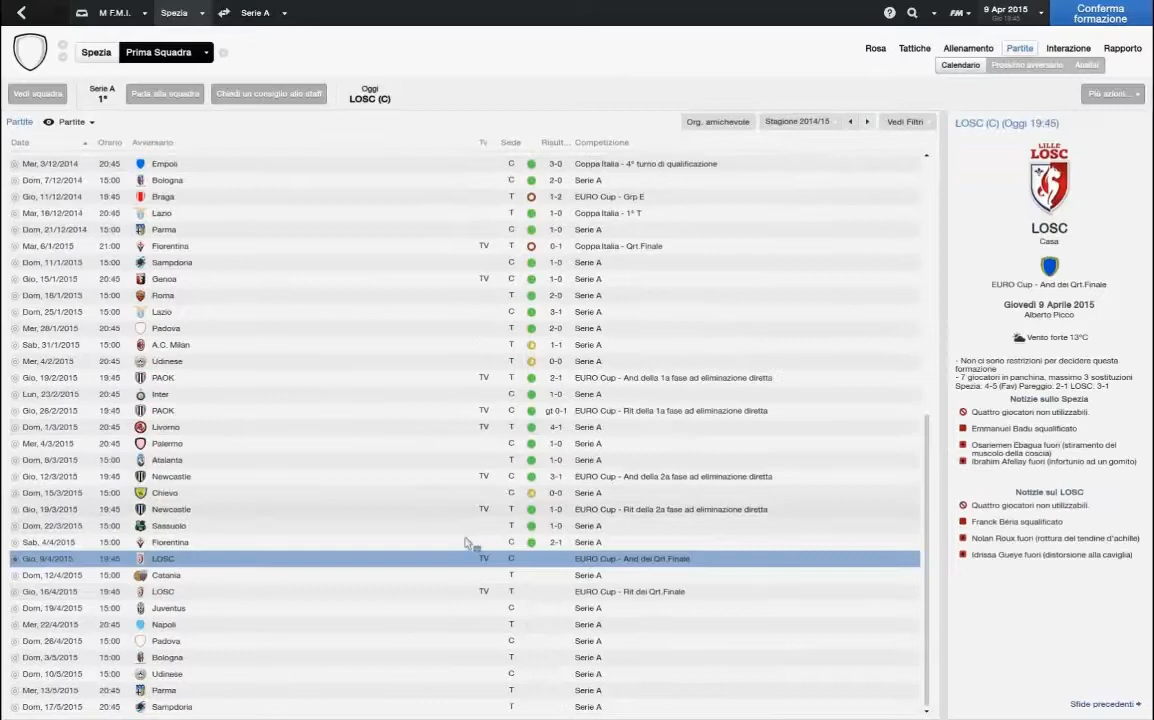 M F.M.I. Spezia Serie A FM 9 Apr 2015 Gio 19:45 Conferma formazione
Spezia Prima Squadra Rosa Tattiche Allenamento Partite Interazione Rapporto
Calendario Prossimo avversario Analisi
Vedi squadra Serie A 1ª Parla alla squadra Chiedi un consiglio allo staff Oggi LOSC (C) Più azioni...
Partite Partite Org. amichevole Stagione 2014/15 Vedi Filtri
Data Orario Avversario Tv Sede Risult... Competizione
Mer, 3/12/2014 20:45 Empoli C 3-0 Coppa Italia - 4° turno di qualificazione
Dom, 7/12/2014 15:00 Bologna C 2-0 Serie A
Gio, 11/12/2014 19:45 Braga T 1-2 EURO Cup - Grp E
Mar, 16/12/2014 20:45 Lazio T 1-0 Coppa Italia - 1° T
Dom, 21/12/2014 15:00 Parma C 1-0 Serie A
Mar, 6/1/2015 21:00 Fiorentina TV T 0-1 Coppa Italia - Qrt.Finale
Dom, 11/1/2015 15:00 Sampdoria C 1-0 Serie A
Gio, 15/1/2015 20:45 Genoa TV C 1-0 Serie A
Dom, 18/1/2015 15:00 Roma T 2-0 Serie A
Dom, 25/1/2015 15:00 Lazio C 3-1 Serie A
Mer, 28/1/2015 20:45 Padova T 2-0 Serie A
Sab, 31/1/2015 15:00 A.C. Milan T 1-1 Serie A
Mer, 4/2/2015 20:45 Udinese T 0-0 Serie A
Gio, 19/2/2015 19:45 PAOK TV T 2-1 EURO Cup - And della 1a fase ad eliminazione diretta
Lun, 23/2/2015 20:45 Inter C 1-0 Serie A
Gio, 26/2/2015 19:45 PAOK TV C gt 0-1 EURO Cup - Rit della 1a fase ad eliminazione diretta
Dom, 1/3/2015 20:45 Livorno TV T 4-1 Serie A
Mer, 4/3/2015 20:45 Palermo C 1-0 Serie A
Dom, 8/3/2015 15:00 Atalanta T 1-0 Serie A
Gio, 12/3/2015 19:45 Newcastle TV C 3-1 EURO Cup - And della 2a fase ad eliminazione diretta
Dom, 15/3/2015 15:00 Chievo C 0-0 Serie A
Gio, 19/3/2015 19:45 Newcastle TV T 1-0 EURO Cup - Rit della 2a fase ad eliminazione diretta
Dom, 22/3/2015 15:00 Sassuolo T 1-0 Serie A
Sab, 4/4/2015 15:00 Fiorentina C 2-1 Serie A
Gio, 9/4/2015 19:45 LOSC TV C EURO Cup - And dei Qrt.Finale
Dom, 12/4/2015 15:00 Catania T Serie A
Gio, 16/4/2015 19:45 LOSC TV T EURO Cup - Rit dei Qrt.Finale
Dom, 19/4/2015 15:00 Juventus C Serie A
Mer, 22/4/2015 20:45 Napoli T Serie A
Dom, 26/4/2015 15:00 Padova C Serie A
Dom, 3/5/2015 15:00 Bologna T Serie A
Dom, 10/5/2015 15:00 Udinese C Serie A
Mer, 13/5/2015 20:45 Parma T Serie A
Dom, 17/5/2015 15:00 Sampdoria T Serie A
LOSC (C) (Oggi 19:45)
LILLE
LOSC
LOSC
Casa
EURO Cup - And dei Qrt.Finale
Giovedì 9 Aprile 2015
Alberto Picco
Vento forte 13°C
- Non ci sono restrizioni per decidere questa
formazione
- 7 giocatori in panchina, massimo 3 sostituzioni
Spezia: 4-5 (Fav) Pareggio: 2-1 LOSC: 3-1
Notizie sullo Spezia
Quattro giocatori non utilizzabili.
Emmanuel Badu squalificato
Osariemen Ebagua fuori (stiramento del
muscolo della coscia)
Ibrahim Afellay fuori (infortunio ad un gomito)
Notizie sul LOSC
Quattro giocatori non utilizzabili.
Franck Béria squalificato
Nolan Roux fuori (rottura del tendine d'achille)
Idrissa Gueye fuori (distorsione alla caviglia)
Sfide precedenti